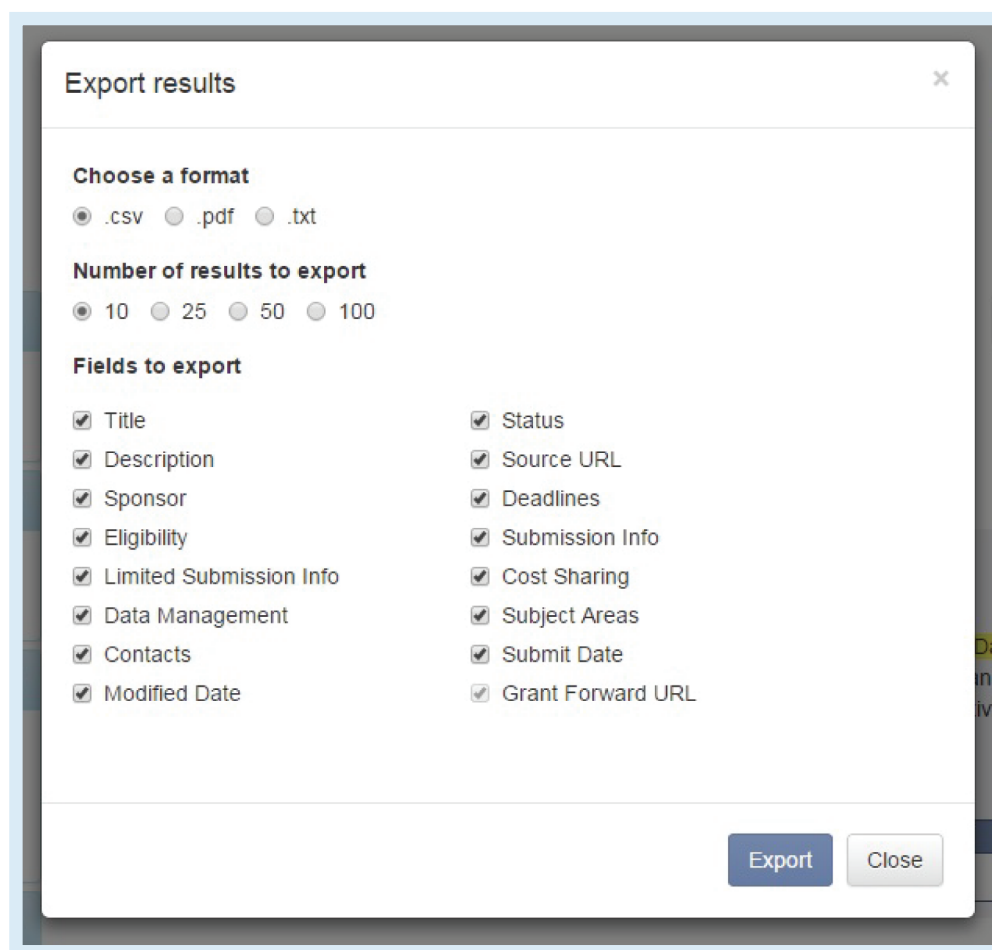 Export results
×
Choose a format
.csv .pdf .txt
Number of results to export
10 25 50 100
Fields to export
Title
Description
Sponsor
Eligibility
Limited Submission Info
Data Management
Contacts
Modified Date
Status
Source URL
Deadlines
Submission Info
Cost Sharing
Subject Areas
Submit Date
Grant Forward URL
Export Close